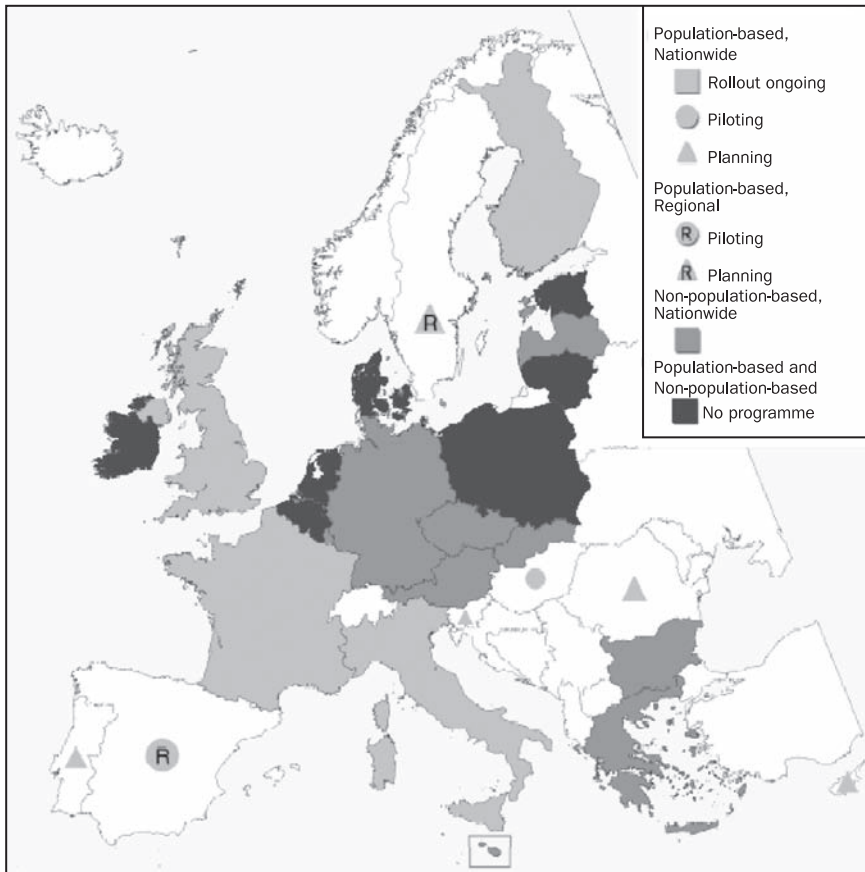 Population-based,
Nationwide
Rollout ongoing
Piloting
Planning
Population-based,
Regional
R Piloting
R Planning
Non-population-based,
Nationwide
Population-based and
Non-population-based
No programme
R
R